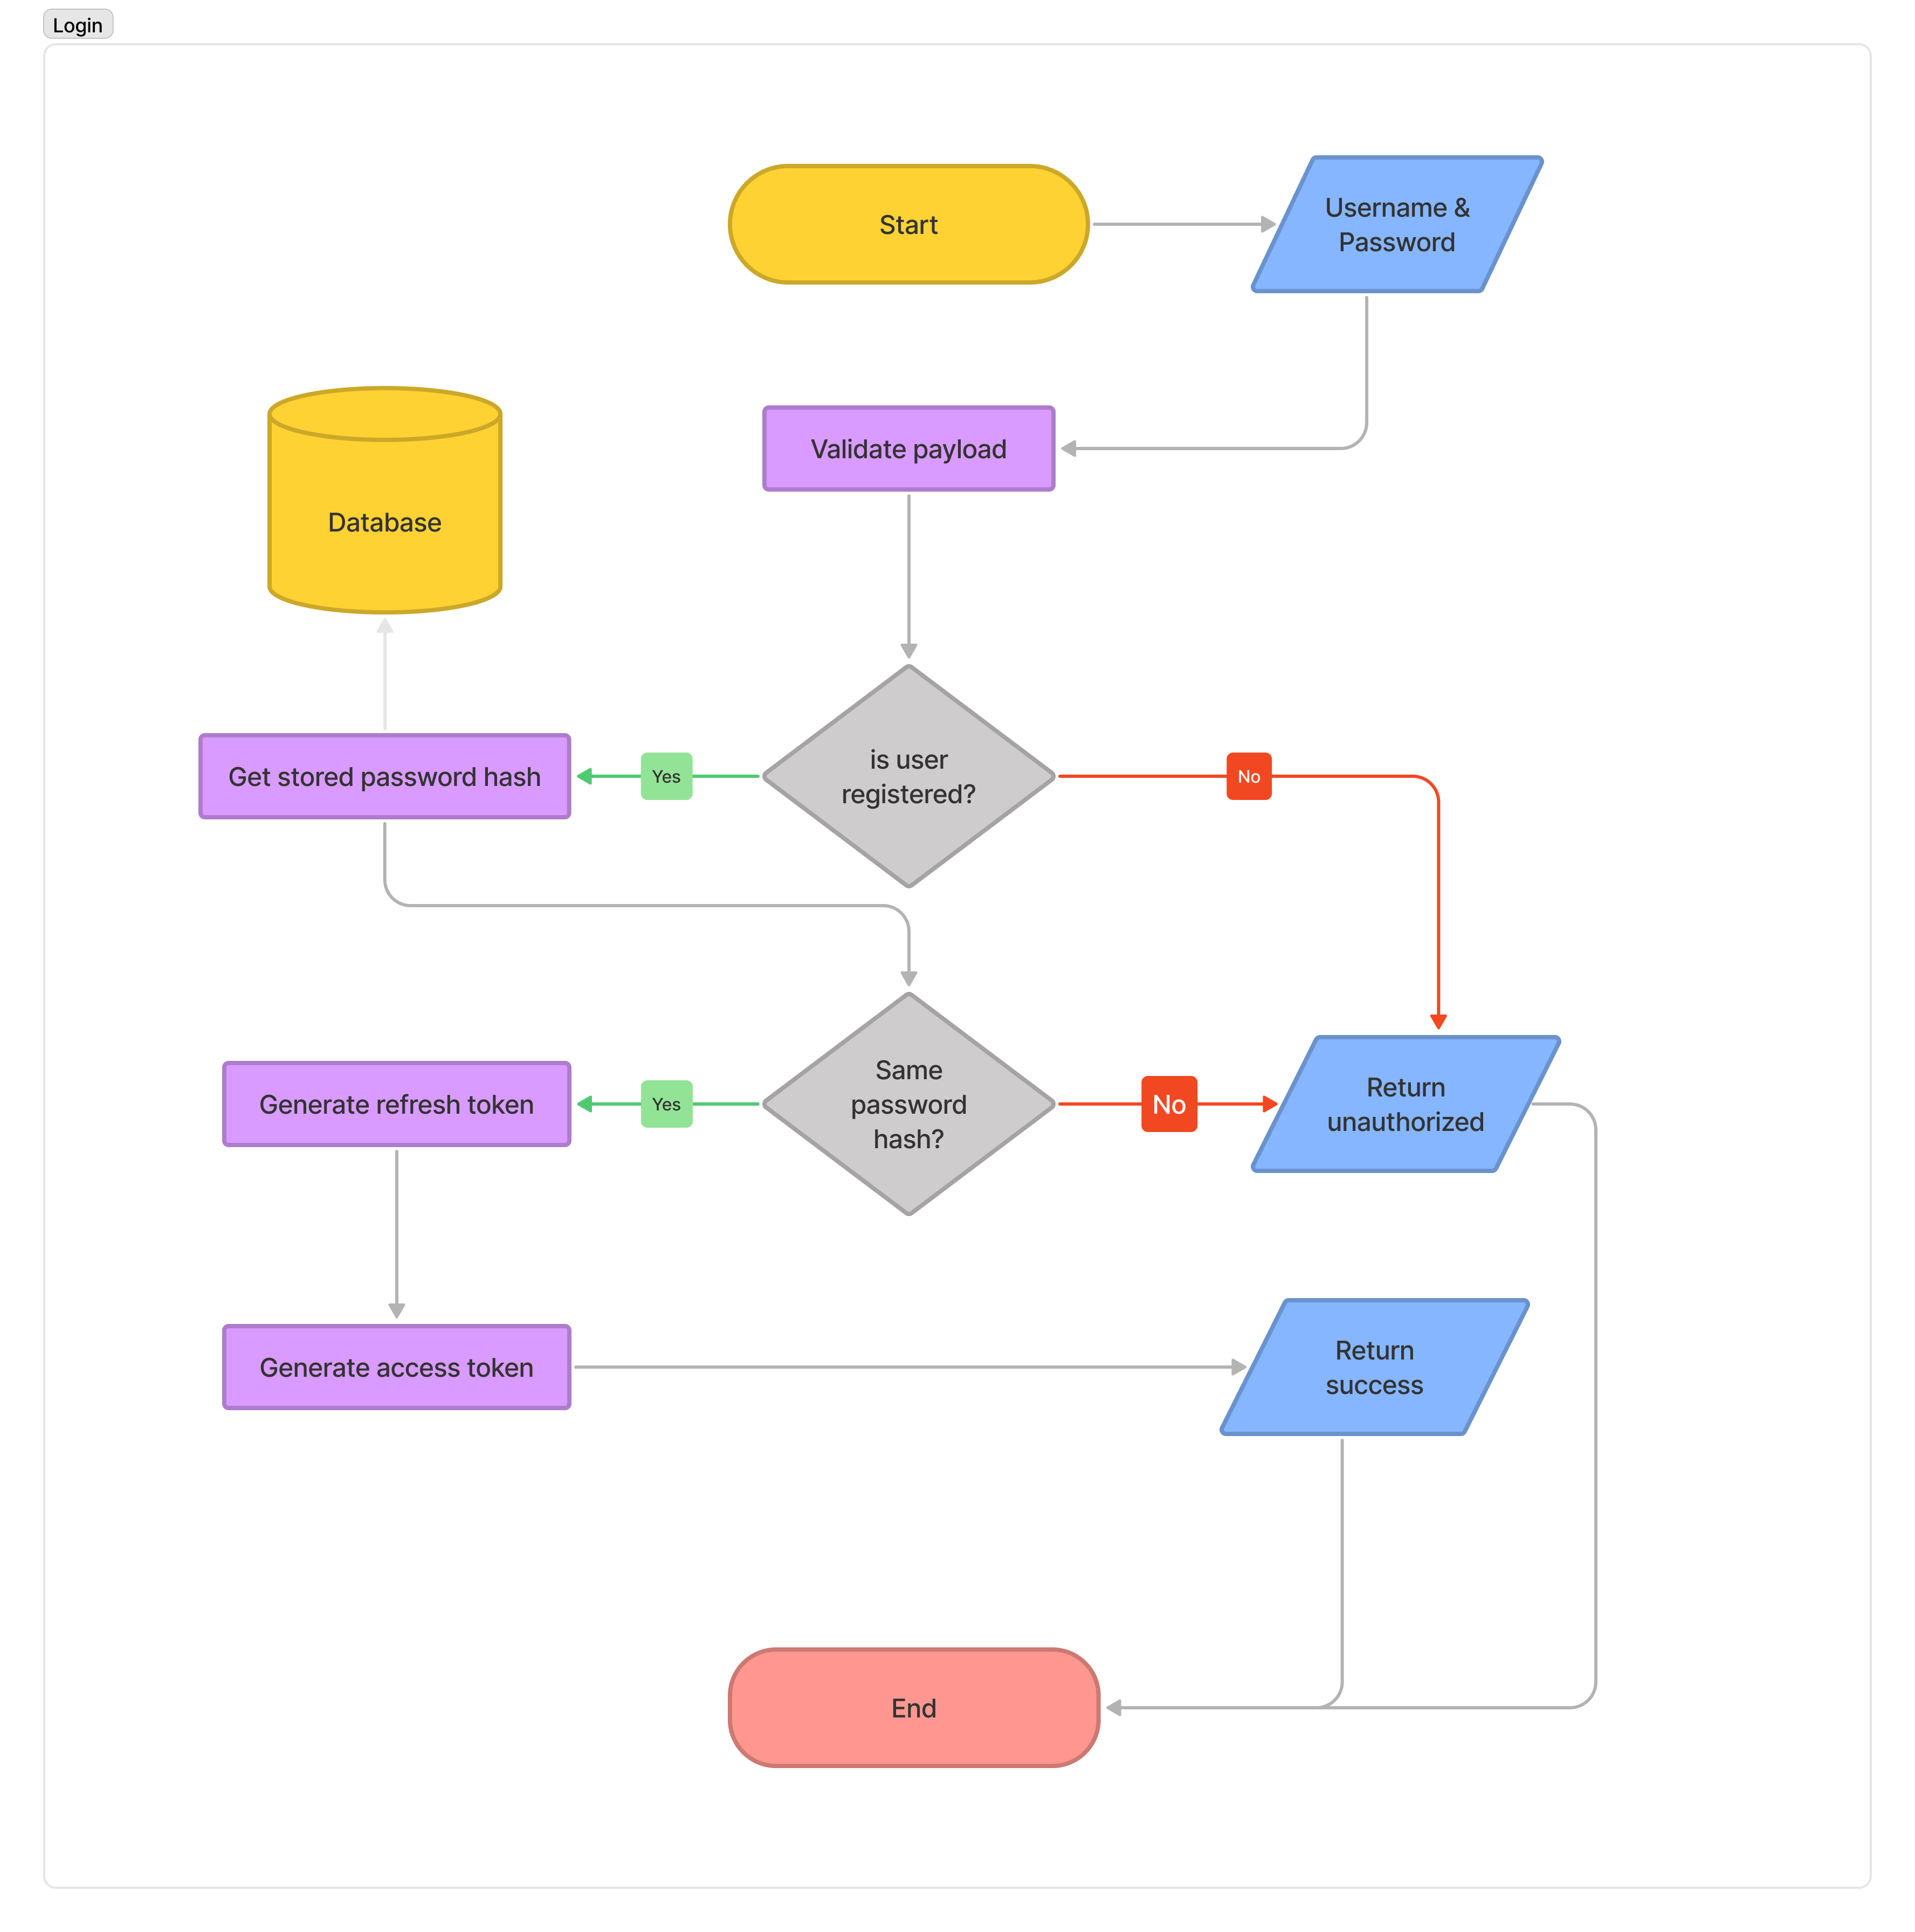 Login
Start
Username &
Password
Validate payload
Database
is user
registered?
Yes
No
Get stored password hash
Same
password
hash?
Yes
No
Generate refresh token
Return
unauthorized
Generate access token
Return
success
End